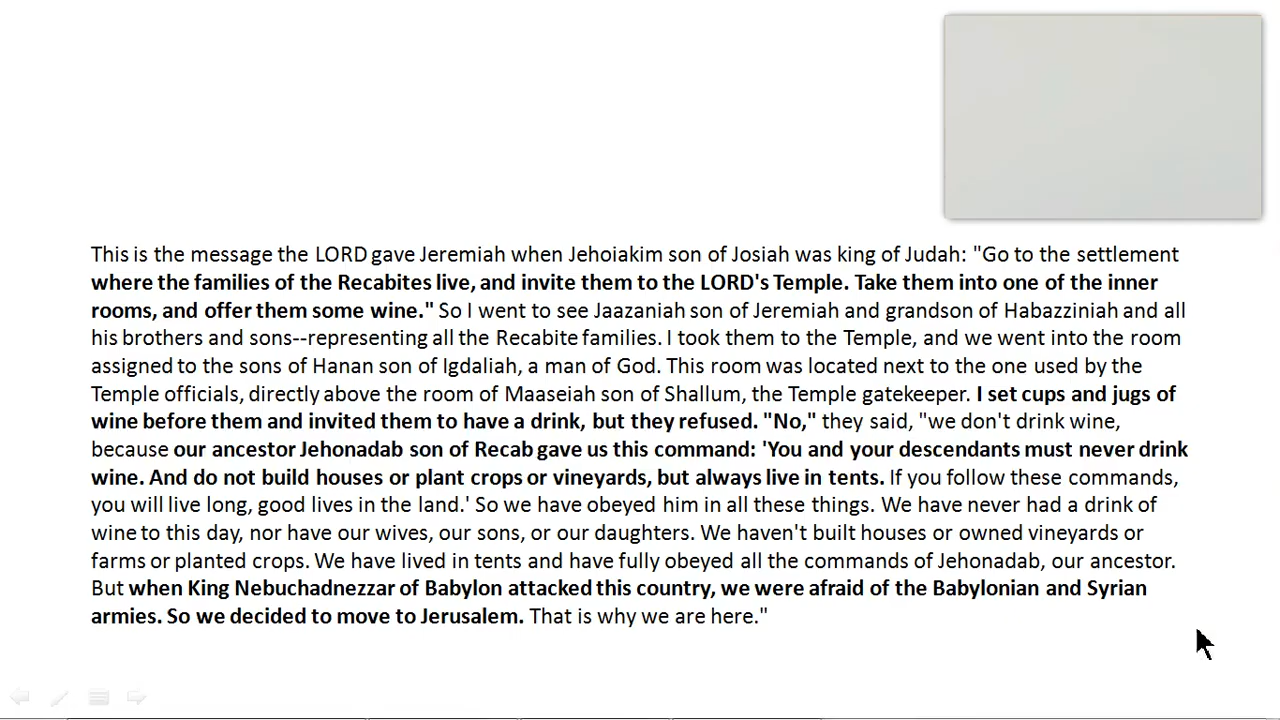 This is the message the LORD gave Jeremiah when Jehoiakim son of Josiah was king of Judah: "Go to the settlement
where the families of the Recabites live, and invite them to the LORD's Temple. Take them into one of the inner
rooms, and offer them some wine." So I went to see Jaazaniah son of Jeremiah and grandson of Habazziniah and all
his brothers and sons--representing all the Recabite families. I took them to the Temple, and we went into the room
assigned to the sons of Hanan son of Igdaliah, a man of God. This room was located next to the one used by the
Temple officials, directly above the room of Maaseiah son of Shallum, the Temple gatekeeper. I set cups and jugs of
wine before them and invited them to have a drink, but they refused. "No," they said, "we don't drink wine,
because our ancestor Jehonadab son of Recab gave us this command: 'You and your descendants must never drink
wine. And do not build houses or plant crops or vineyards, but always live in tents. If you follow these commands,
you will live long, good lives in the land.' So we have obeyed him in all these things. We have never had a drink of
wine to this day, nor have our wives, our sons, or our daughters. We haven't built houses or owned vineyards or
farms or planted crops. We have lived in tents and have fully obeyed all the commands of Jehonadab, our ancestor.
But when King Nebuchadnezzar of Babylon attacked this country, we were afraid of the Babylonian and Syrian
armies. So we decided to move to Jerusalem. That is why we are here."